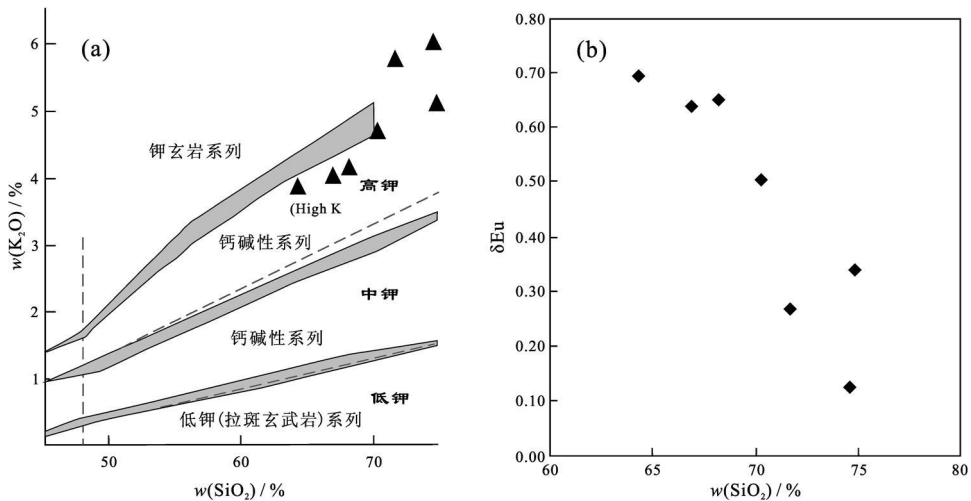 (a)
6
5
4
3
2
1
w(K₂O) / %
钾玄岩系列
高钾
(High K
钙碱性系列
中钾
钙碱性系列
低钾
低钾(拉斑玄武岩)系列
50
60
70
w(SiO₂) / %
(b)
0.80
0.70
0.60
0.50
0.40
0.30
0.20
0.10
0.00
δEu
60
65
70
75
80
w(SiO₂) / %